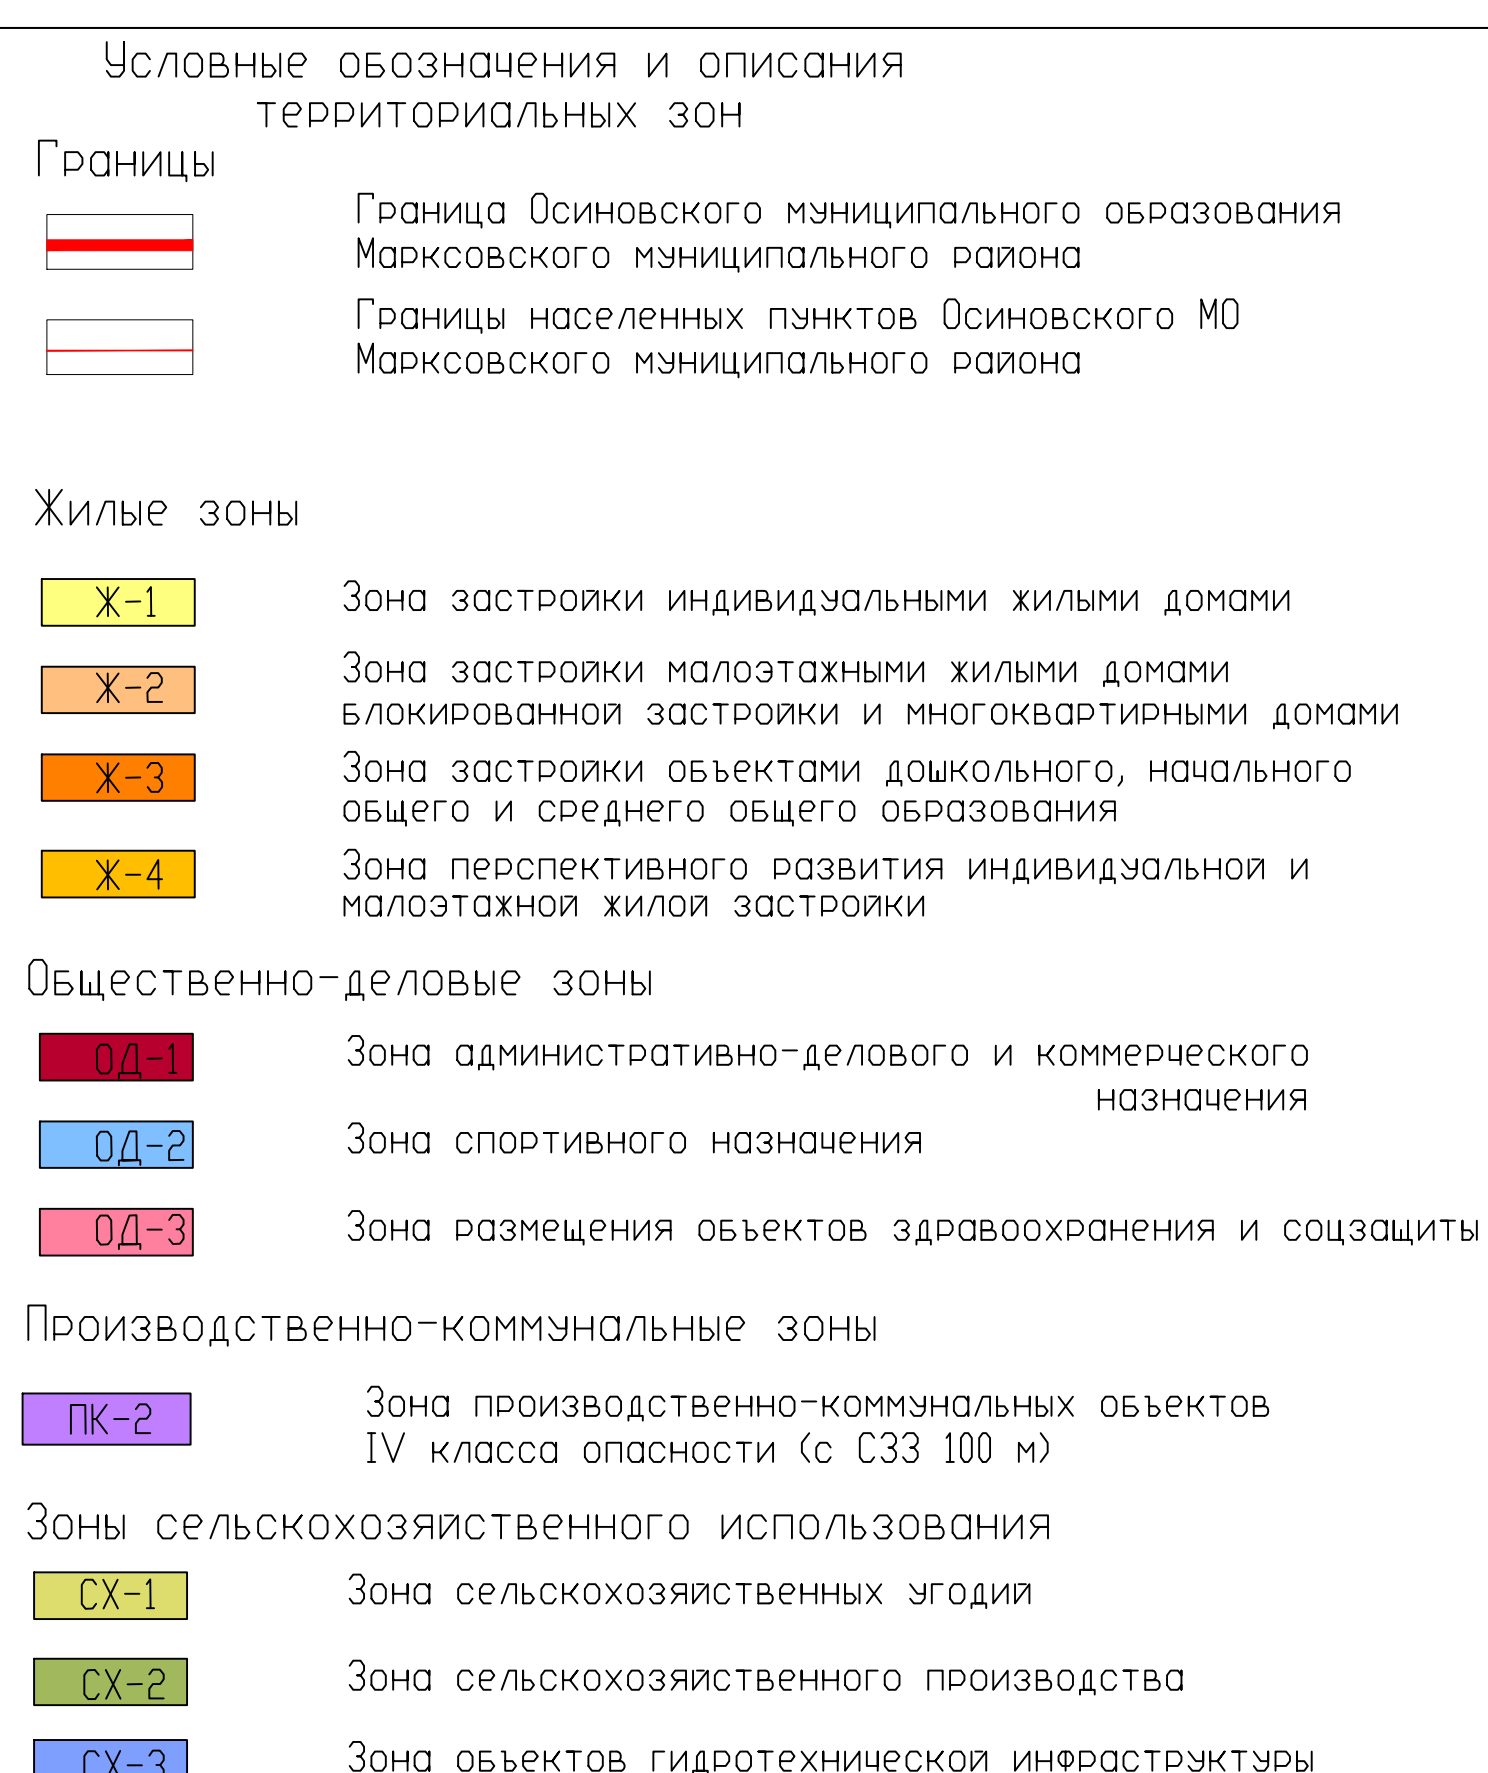 Условные обозначения и описания
территориальных зон
Границы
Граница Осиновского муниципального образования
Марксовского муниципального района
Границы населенных пунктов Осиновского МО
Марксовского муниципального района
Жилые зоны
Ж-1 Зона застройки индивидуальными жилыми домами
Ж-2 Зона застройки малоэтажными жилыми домами
блокированной застройки и многоквартирными домами
Ж-3 Зона застройки объектами дошкольного, начального
общего и среднего общего образования
Ж-4 Зона перспективного развития индивидуальной и
малоэтажной жилой застройки
Общественно-деловые зоны
ОД-1 Зона административно-делового и коммерческого
назначения
ОД-2 Зона спортивного назначения
ОД-3 Зона размещения объектов здравоохранения и соцзащиты
Производственно-коммунальные зоны
ПК-2 Зона производственно-коммунальных объектов
IV класса опасности (с СЗЗ 100 м)
Зоны сельскохозяйственного использования
СХ-1 Зона сельскохозяйственных угодий
СХ-2 Зона сельскохозяйственного производства
СХ-3 Зона объектов гидротехнической инфраструктуры